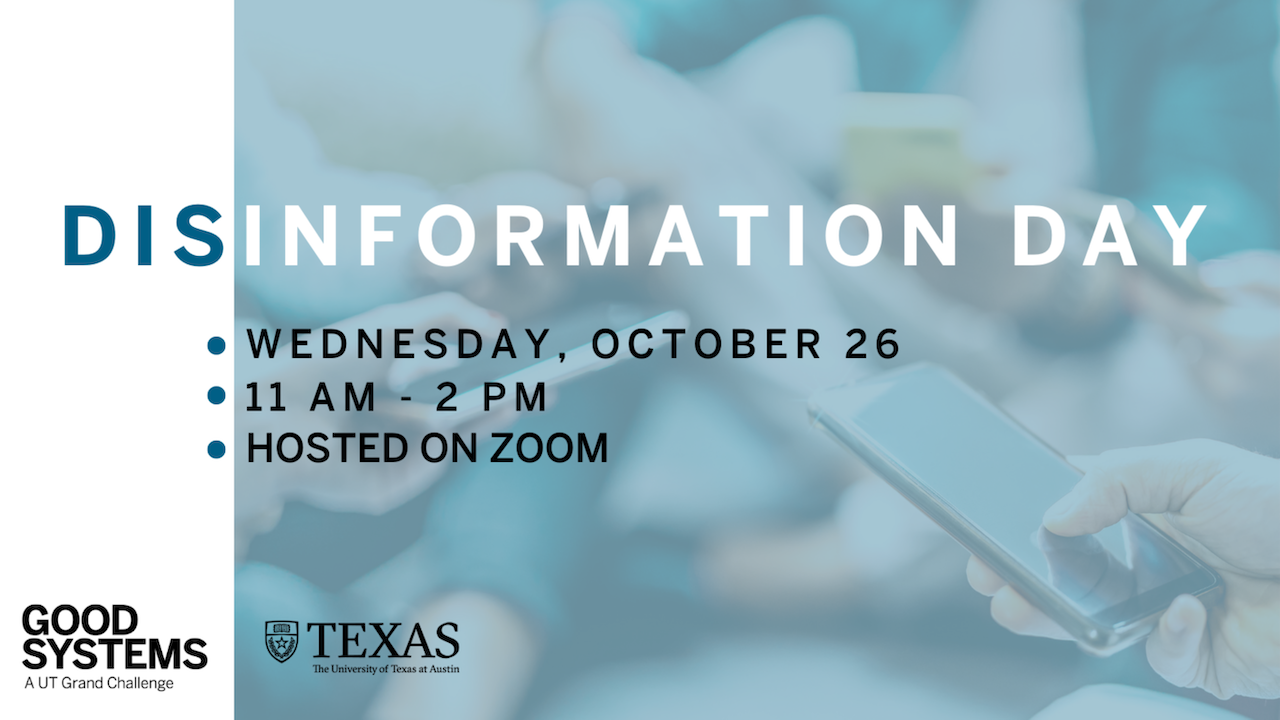 DISINFORMATION DAY
• WEDNESDAY, OCTOBER 26
• 11 AM - 2 PM
• HOSTED ON ZOOM
GOOD
SYSTEMS
A UT Grand Challenge
TEXAS
The University of Texas at Austin